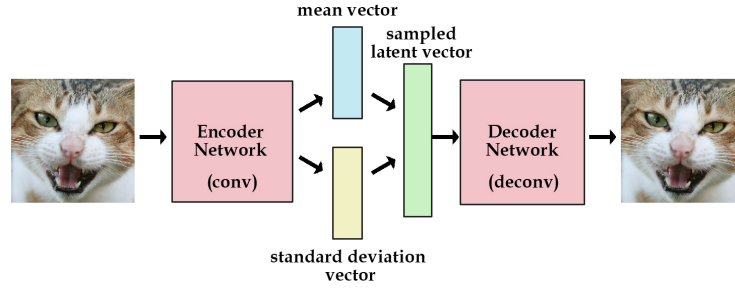 mean vector
sampled
latent vector
Encoder
Network
(conv)
Decoder
Network
(deconv)
standard deviation
vector